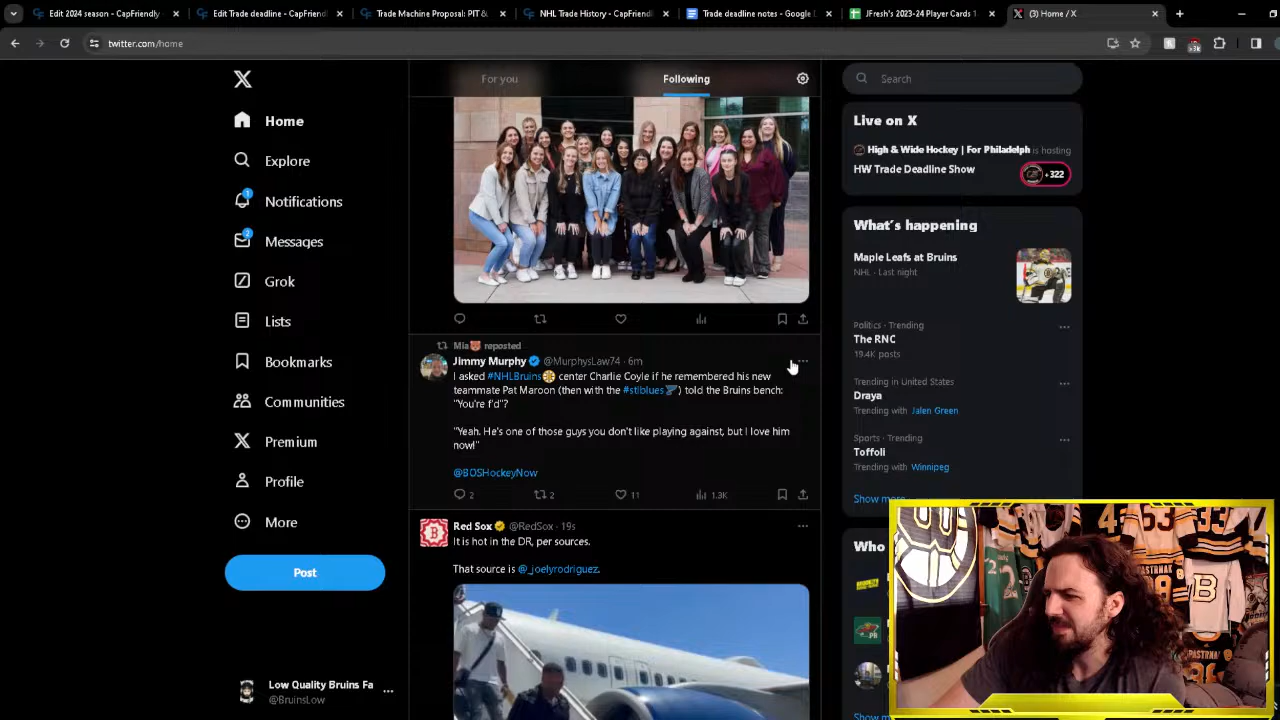 Edit 2024 season - CapFriendly
Edit Trade deadline - CapFriendl
Trade Machine Proposal: PIT &
NHL Trade History - CapFriendl
Trade deadline notes - Google
JFresh's 2023-24 Player Cards 1
(3) Home / X
twitter.com/home
Home
Explore
Notifications
1
Messages
2
Grok
Lists
Bookmarks
Communities
Premium
Profile
More
Post
Low Quality Bruins Fa
@BruinsLow
For you
Following
Mia reposted
Jimmy Murphy @MurphysLaw74 · 6m
I asked #NHLBruins center Charlie Coyle if he remembered his new
teammate Pat Maroon (then with the #stlblues) told the Bruins bench:
"You're f'd"?
"Yeah. He's one of those guys you don't like playing against, but I love him
now!"
@BOSHockeyNow
2
2
11
1.3K
Red Sox @RedSox · 19s
It is hot in the DR, per sources.
That source is @_joelyrodriguez.
Search
Live on X
High & Wide Hockey | For Philadelph is hosting
HW Trade Deadline Show
+322
What's happening
Maple Leafs at Bruins
NHL · Last night
Politics · Trending
The RNC
19.4K posts
Trending in United States
Draya
Trending with Jalen Green
Sports · Trending
Toffoli
Trending with Winnipeg
Show more
Who
Show m